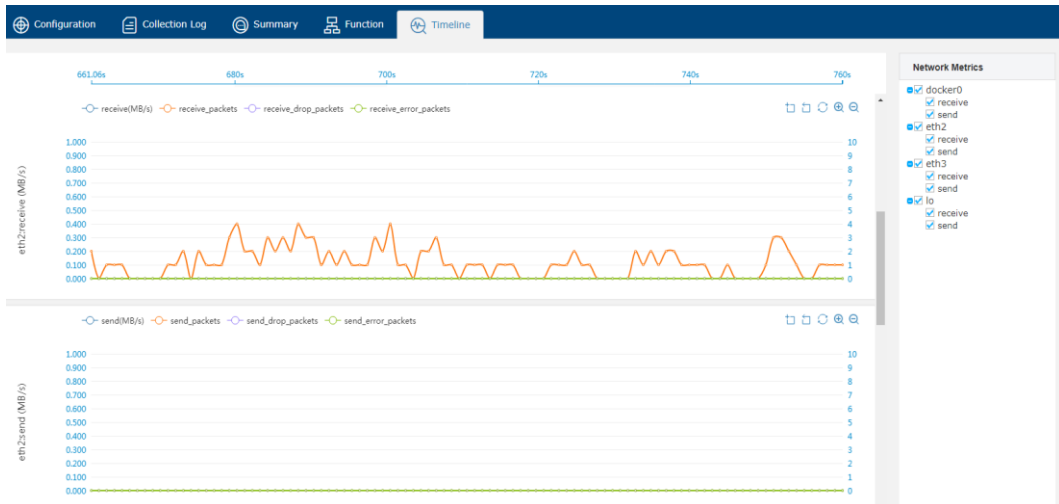 Configuration Collection Log Summary Function Timeline
661.06s 680s 700s 720s 740s 760s
Network Metrics
docker0
receive
send
eth2
receive
send
eth3
receive
send
lo
receive
send
receive(MB/s) receive_packets receive_drop_packets receive_error_packets
eth2:receive (MB/s)
1.000 10
0.900 9
0.800 8
0.700 7
0.600 6
0.500 5
0.400 4
0.300 3
0.200 2
0.100 1
0.000 0
send(MB/s) send_packets send_drop_packets send_error_packets
eth2:send (MB/s)
1.000 10
0.900 9
0.800 8
0.700 7
0.600 6
0.500 5
0.400 4
0.300 3
0.200 2
0.100 1
0.000 0